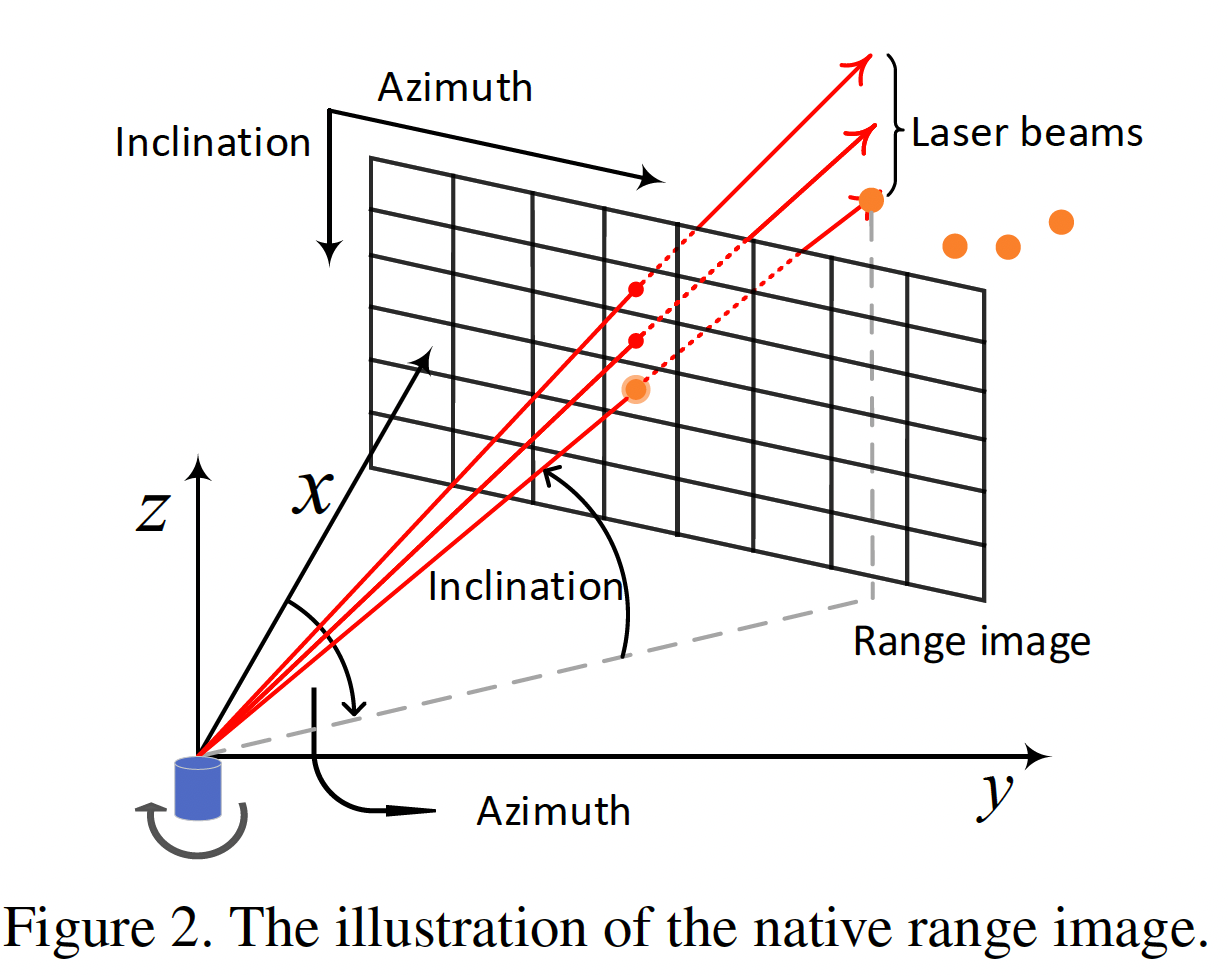 Azimuth
Inclination
Laser beams
x
z
Inclination
Range image
y
Azimuth
Figure 2. The illustration of the native range image.